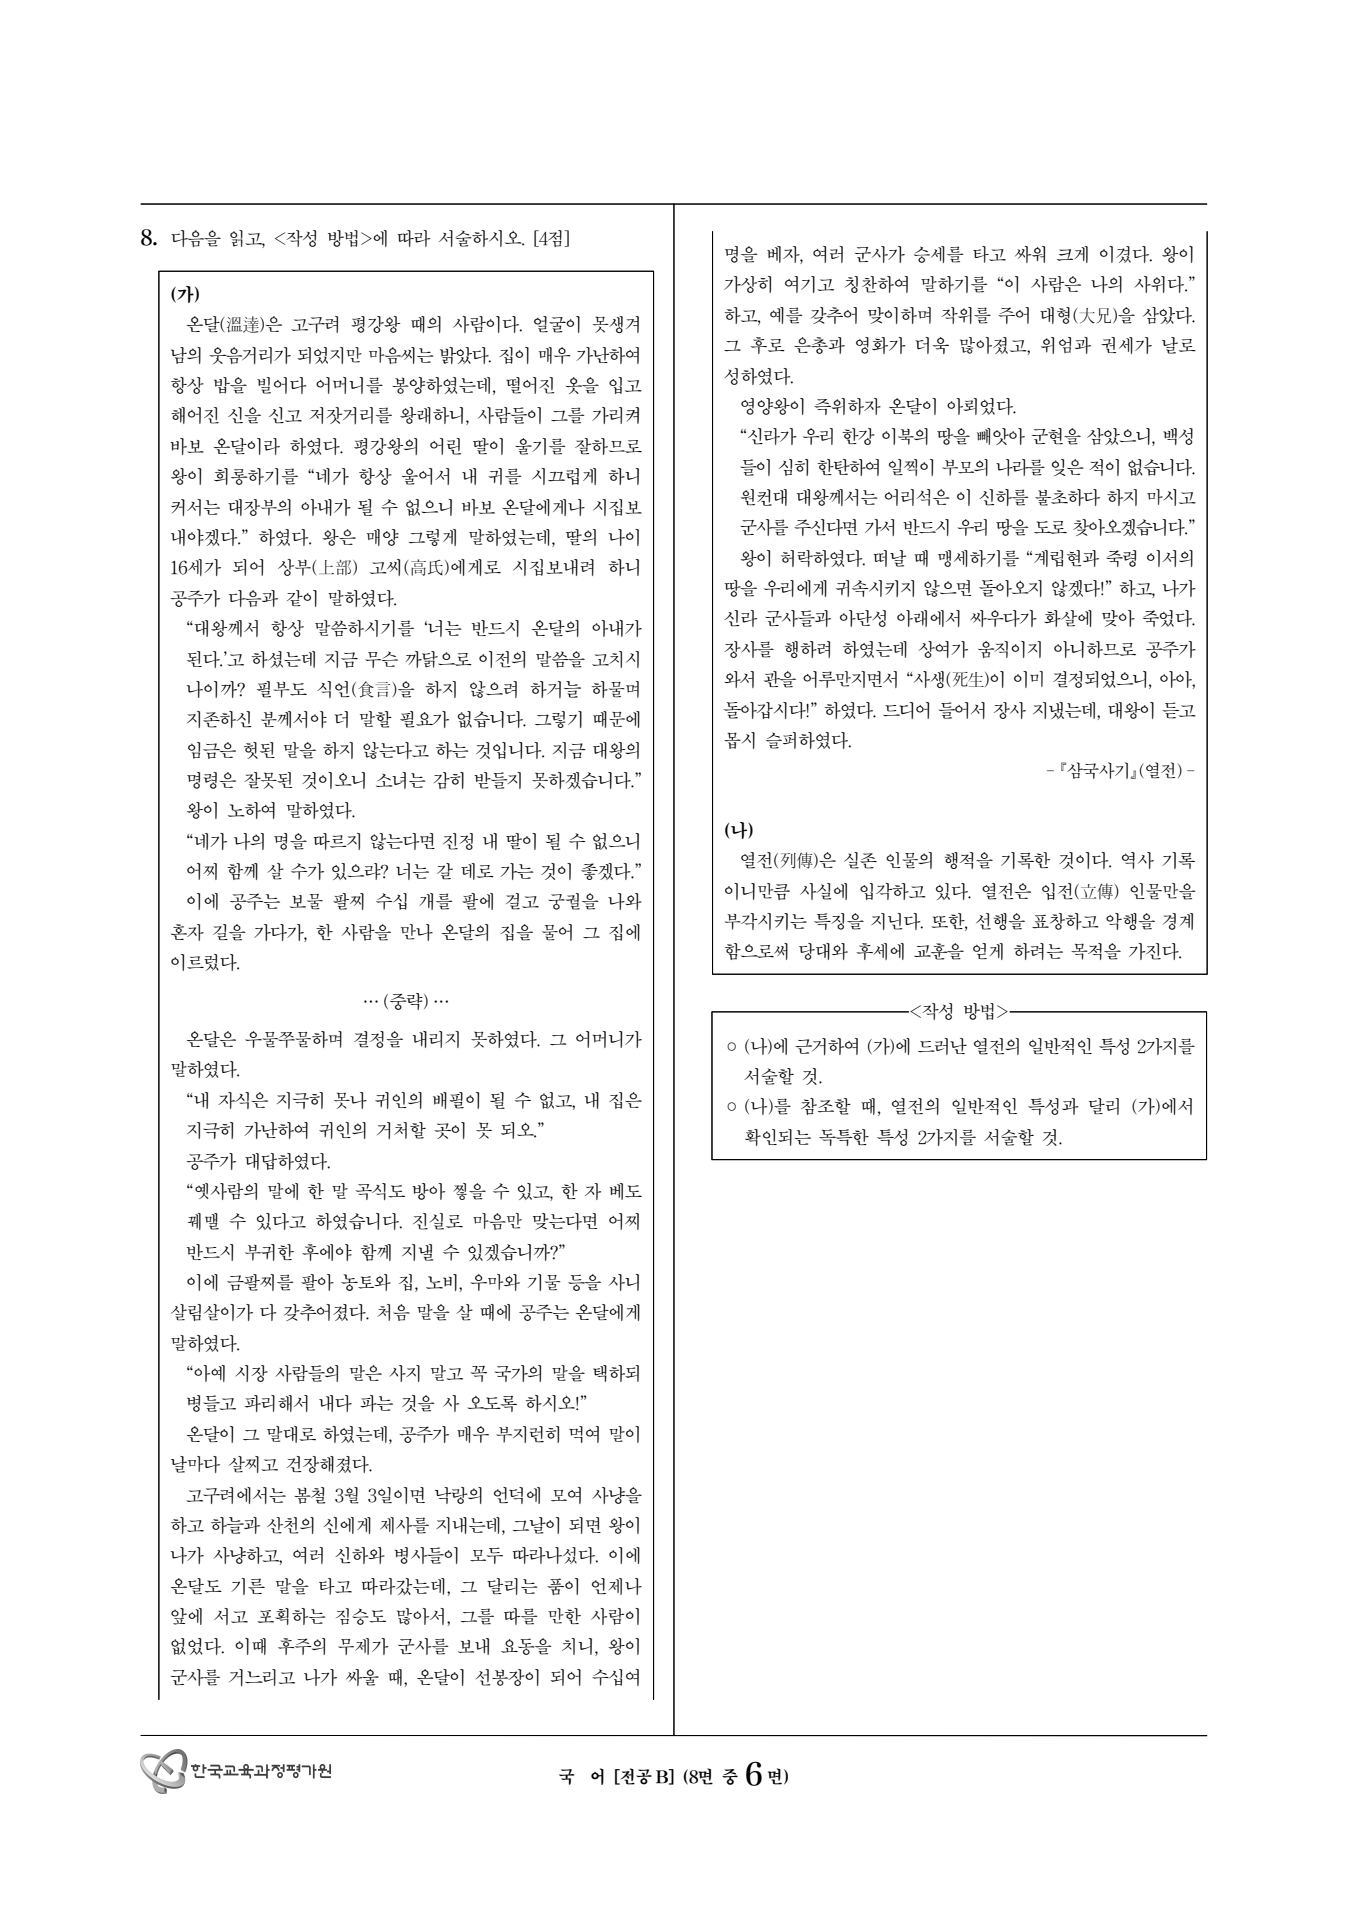 8. 다음을 읽고, <작성 방법>에 따라 서술하시오. [4점]
(가)
온달(溫達)은 고구려 평강왕 때의 사람이다. 얼굴이 못생겨
남의 웃음거리가 되었지만 마음씨는 밝았다. 집이 매우 가난하여
항상 밥을 빌어다 어머니를 봉양하였는데, 떨어진 옷을 입고
해어진 신을 신고 저잣거리를 왕래하니, 사람들이 그를 가리켜
바보 온달이라 하였다. 평강왕의 어린 딸이 울기를 잘하므로
왕이 희롱하기를 “네가 항상 울어서 내 귀를 시끄럽게 하니
커서는 대장부의 아내가 될 수 없으니 바보 온달에게나 시집보
내야겠다.” 하였다. 왕은 매양 그렇게 말하였는데, 딸의 나이
16세가 되어 상부(上部) 고씨(高氏)에게로 시집보내려 하니
공주가 다음과 같이 말하였다.
“대왕께서 항상 말씀하시기를 ‘너는 반드시 온달의 아내가
된다.’고 하셨는데 지금 무슨 까닭으로 이전의 말씀을 고치시
나이까? 필부도 식언(食言)을 하지 않으려 하거늘 하물며
지존하신 분께서야 더 말할 필요가 없습니다. 그렇기 때문에
임금은 헛된 말을 하지 않는다고 하는 것입니다. 지금 대왕의
명령은 잘못된 것이오니 소녀는 감히 받들지 못하겠습니다.”
왕이 노하여 말하였다.
“네가 나의 명을 따르지 않는다면 진정 내 딸이 될 수 없으니
어찌 함께 살 수가 있으랴? 너는 갈 데로 가는 것이 좋겠다.”
이에 공주는 보물 팔찌 수십 개를 팔에 걸고 궁궐을 나와
혼자 길을 가다가, 한 사람을 만나 온달의 집을 물어 그 집에
이르렀다.
… (중략) …
온달은 우물쭈물하며 결정을 내리지 못하였다. 그 어머니가
말하였다.
“내 자식은 지극히 못나 귀인의 배필이 될 수 없고, 내 집은
지극히 가난하여 귀인의 거처할 곳이 못 되오.”
공주가 대답하였다.
“옛사람의 말에 한 말 곡식도 방아 찧을 수 있고, 한 자 베도
꿰맬 수 있다고 하였습니다. 진실로 마음만 맞는다면 어찌
반드시 부귀한 후에야 함께 지낼 수 있겠습니까?”
이에 금팔찌를 팔아 농토와 집, 노비, 우마와 기물 등을 사니
살림살이가 다 갖추어졌다. 처음 말을 살 때에 공주는 온달에게
말하였다.
“아예 시장 사람들의 말은 사지 말고 꼭 국가의 말을 택하되
병들고 파리해서 내다 파는 것을 사 오도록 하시오!”
온달이 그 말대로 하였는데, 공주가 매우 부지런히 먹여 말이
날마다 살찌고 건장해졌다.
고구려에서는 봄철 3월 3일이면 낙랑의 언덕에 모여 사냥을
하고 하늘과 산천의 신에게 제사를 지내는데, 그날이 되면 왕이
나가 사냥하고, 여러 신하와 병사들이 모두 따라나섰다. 이에
온달도 기른 말을 타고 따라갔는데, 그 달리는 품이 언제나
앞에 서고 포획하는 짐승도 많아서, 그를 따를 만한 사람이
없었다. 이때 후주의 무제가 군사를 보내 요동을 치니, 왕이
군사를 거느리고 나가 싸울 때, 온달이 선봉장이 되어 수십여
명을 베자, 여러 군사가 승세를 타고 싸워 크게 이겼다. 왕이
가상히 여기고 칭찬하여 말하기를 “이 사람은 나의 사위다.”
하고, 예를 갖추어 맞이하며 작위를 주어 대형(大兄)을 삼았다.
그 후로 은총과 영화가 더욱 많아졌고, 위엄과 권세가 날로
성하였다.
영양왕이 즉위하자 온달이 아뢰었다.
“신라가 우리 한강 이북의 땅을 빼앗아 군현을 삼았으니, 백성
들이 심히 한탄하여 일찍이 부모의 나라를 잊은 적이 없습니다.
원컨대 대왕께서는 어리석은 이 신하를 불초하다 하지 마시고
군사를 주신다면 가서 반드시 우리 땅을 도로 찾아오겠습니다.”
왕이 허락하였다. 떠날 때 맹세하기를 “계립현과 죽령 이서의
땅을 우리에게 귀속시키지 않으면 돌아오지 않겠다!” 하고, 나가
신라 군사들과 아단성 아래에서 싸우다가 화살에 맞아 죽었다.
장사를 행하려 하였는데 상여가 움직이지 아니하므로 공주가
와서 관을 어루만지면서 “사생(死生)이 이미 결정되었으니, 아아,
돌아갑시다!” 하였다. 드디어 들어서 장사 지냈는데, 대왕이 듣고
몹시 슬퍼하였다.
- 『삼국사기』(열전) -
(나)
열전(列傳)은 실존 인물의 행적을 기록한 것이다. 역사 기록
이니만큼 사실에 입각하고 있다. 열전은 입전(立傳) 인물만을
부각시키는 특징을 지닌다. 또한, 선행을 표창하고 악행을 경계
함으로써 당대와 후세에 교훈을 얻게 하려는 목적을 가진다.
<작성 방법>
○ (나)에 근거하여 (가)에 드러난 열전의 일반적인 특성 2가지를
서술할 것.
○ (나)를 참조할 때, 열전의 일반적인 특성과 달리 (가)에서
확인되는 독특한 특성 2가지를 서술할 것.
한국교육과정평가원
국 어 [전공 B] (8면 중 6 면)